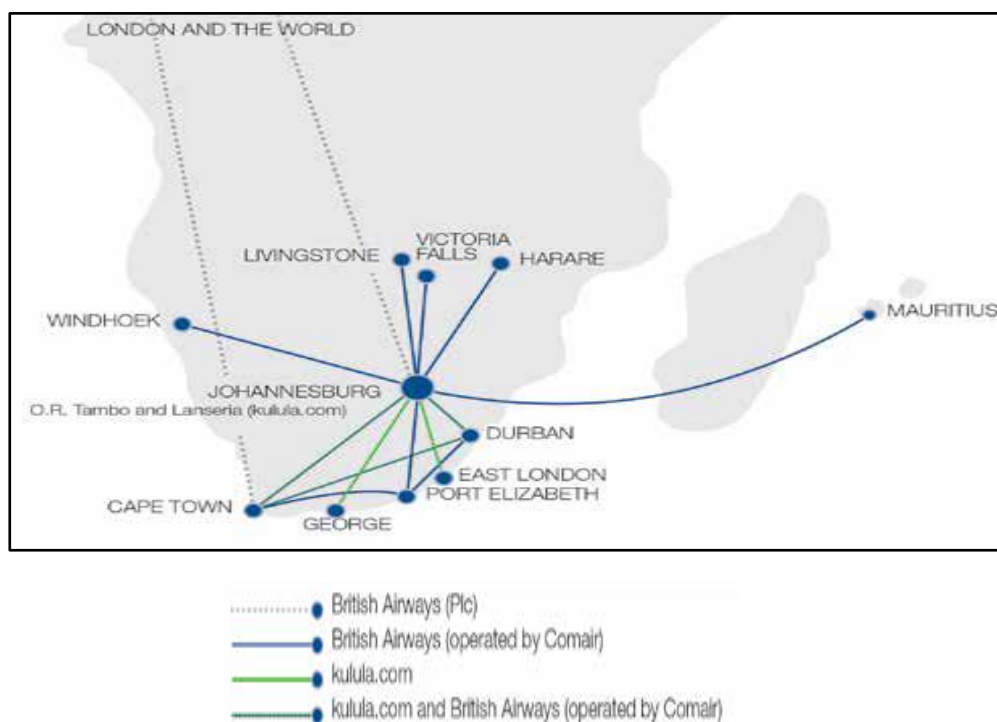 LONDON AND THE WORLD
VICTORIA
FALLS
LIVINGSTONE
HARARE
WINDHOEK
MAURITIUS
JOHANNESBURG
O.R. Tambo and Lanseria (kulula.com)
DURBAN
EAST LONDON
PORT ELIZABETH
CAPE TOWN
GEORGE
British Airways (Plc)
British Airways (operated by Comair)
kulula.com
kulula.com and British Airways (operated by Comair)